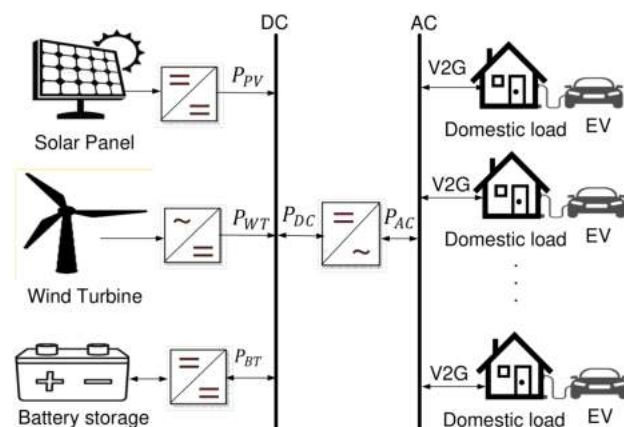 DC
AC
P_PV
Solar Panel
V2G
Domestic load
EV
V2G
Domestic load
EV
P_WT
P_DC
P_AC
~
~
Wind Turbine
P_BT
Battery storage
V2G
Domestic load
EV